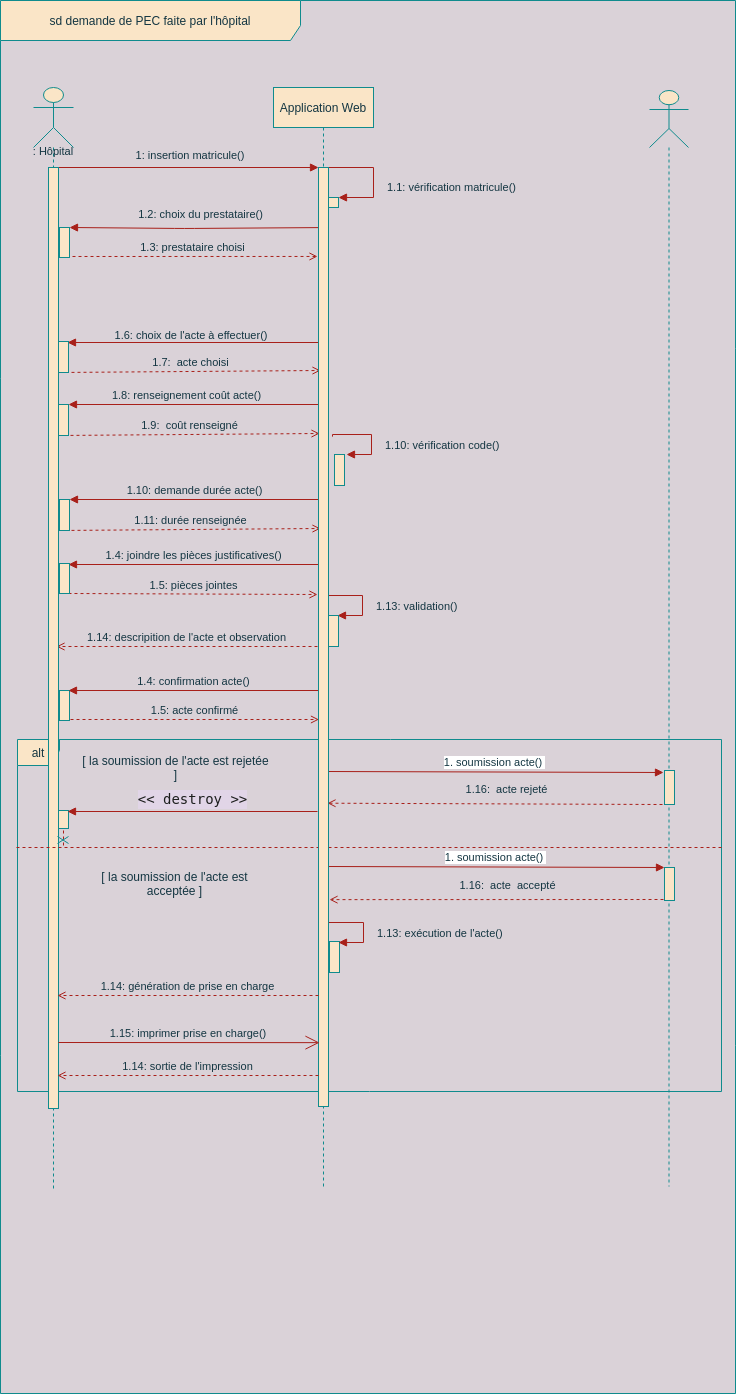 sd demande de PEC faite par l'hôpital
Application Web
: Hôpital
1: insertion matricule()
1.1: vérification matricule()
1.2: choix du prestataire()
1.3: prestataire choisi
1.6: choix de l'acte à effectuer()
1.7:  acte choisi
1.8: renseignement coût acte()
1.9:  coût renseigné
1.10: vérification code()
1.10: demande durée acte()
1.11: durée renseignée
1.4: joindre les pièces justificatives()
1.5: pièces jointes
1.13: validation()
1.14: descripition de l'acte et observation
1.4: confirmation acte()
1.5: acte confirmé
alt
[ la soumission de l'acte est rejetée
]
1. soumission acte()
1.16:  acte rejeté
<< destroy >>
1. soumission acte()
[ la soumission de l'acte est
acceptée ]
1.16:  acte  accepté
1.13: exécution de l'acte()
1.14: génération de prise en charge
1.15: imprimer prise en charge()
1.14: sortie de l'impression